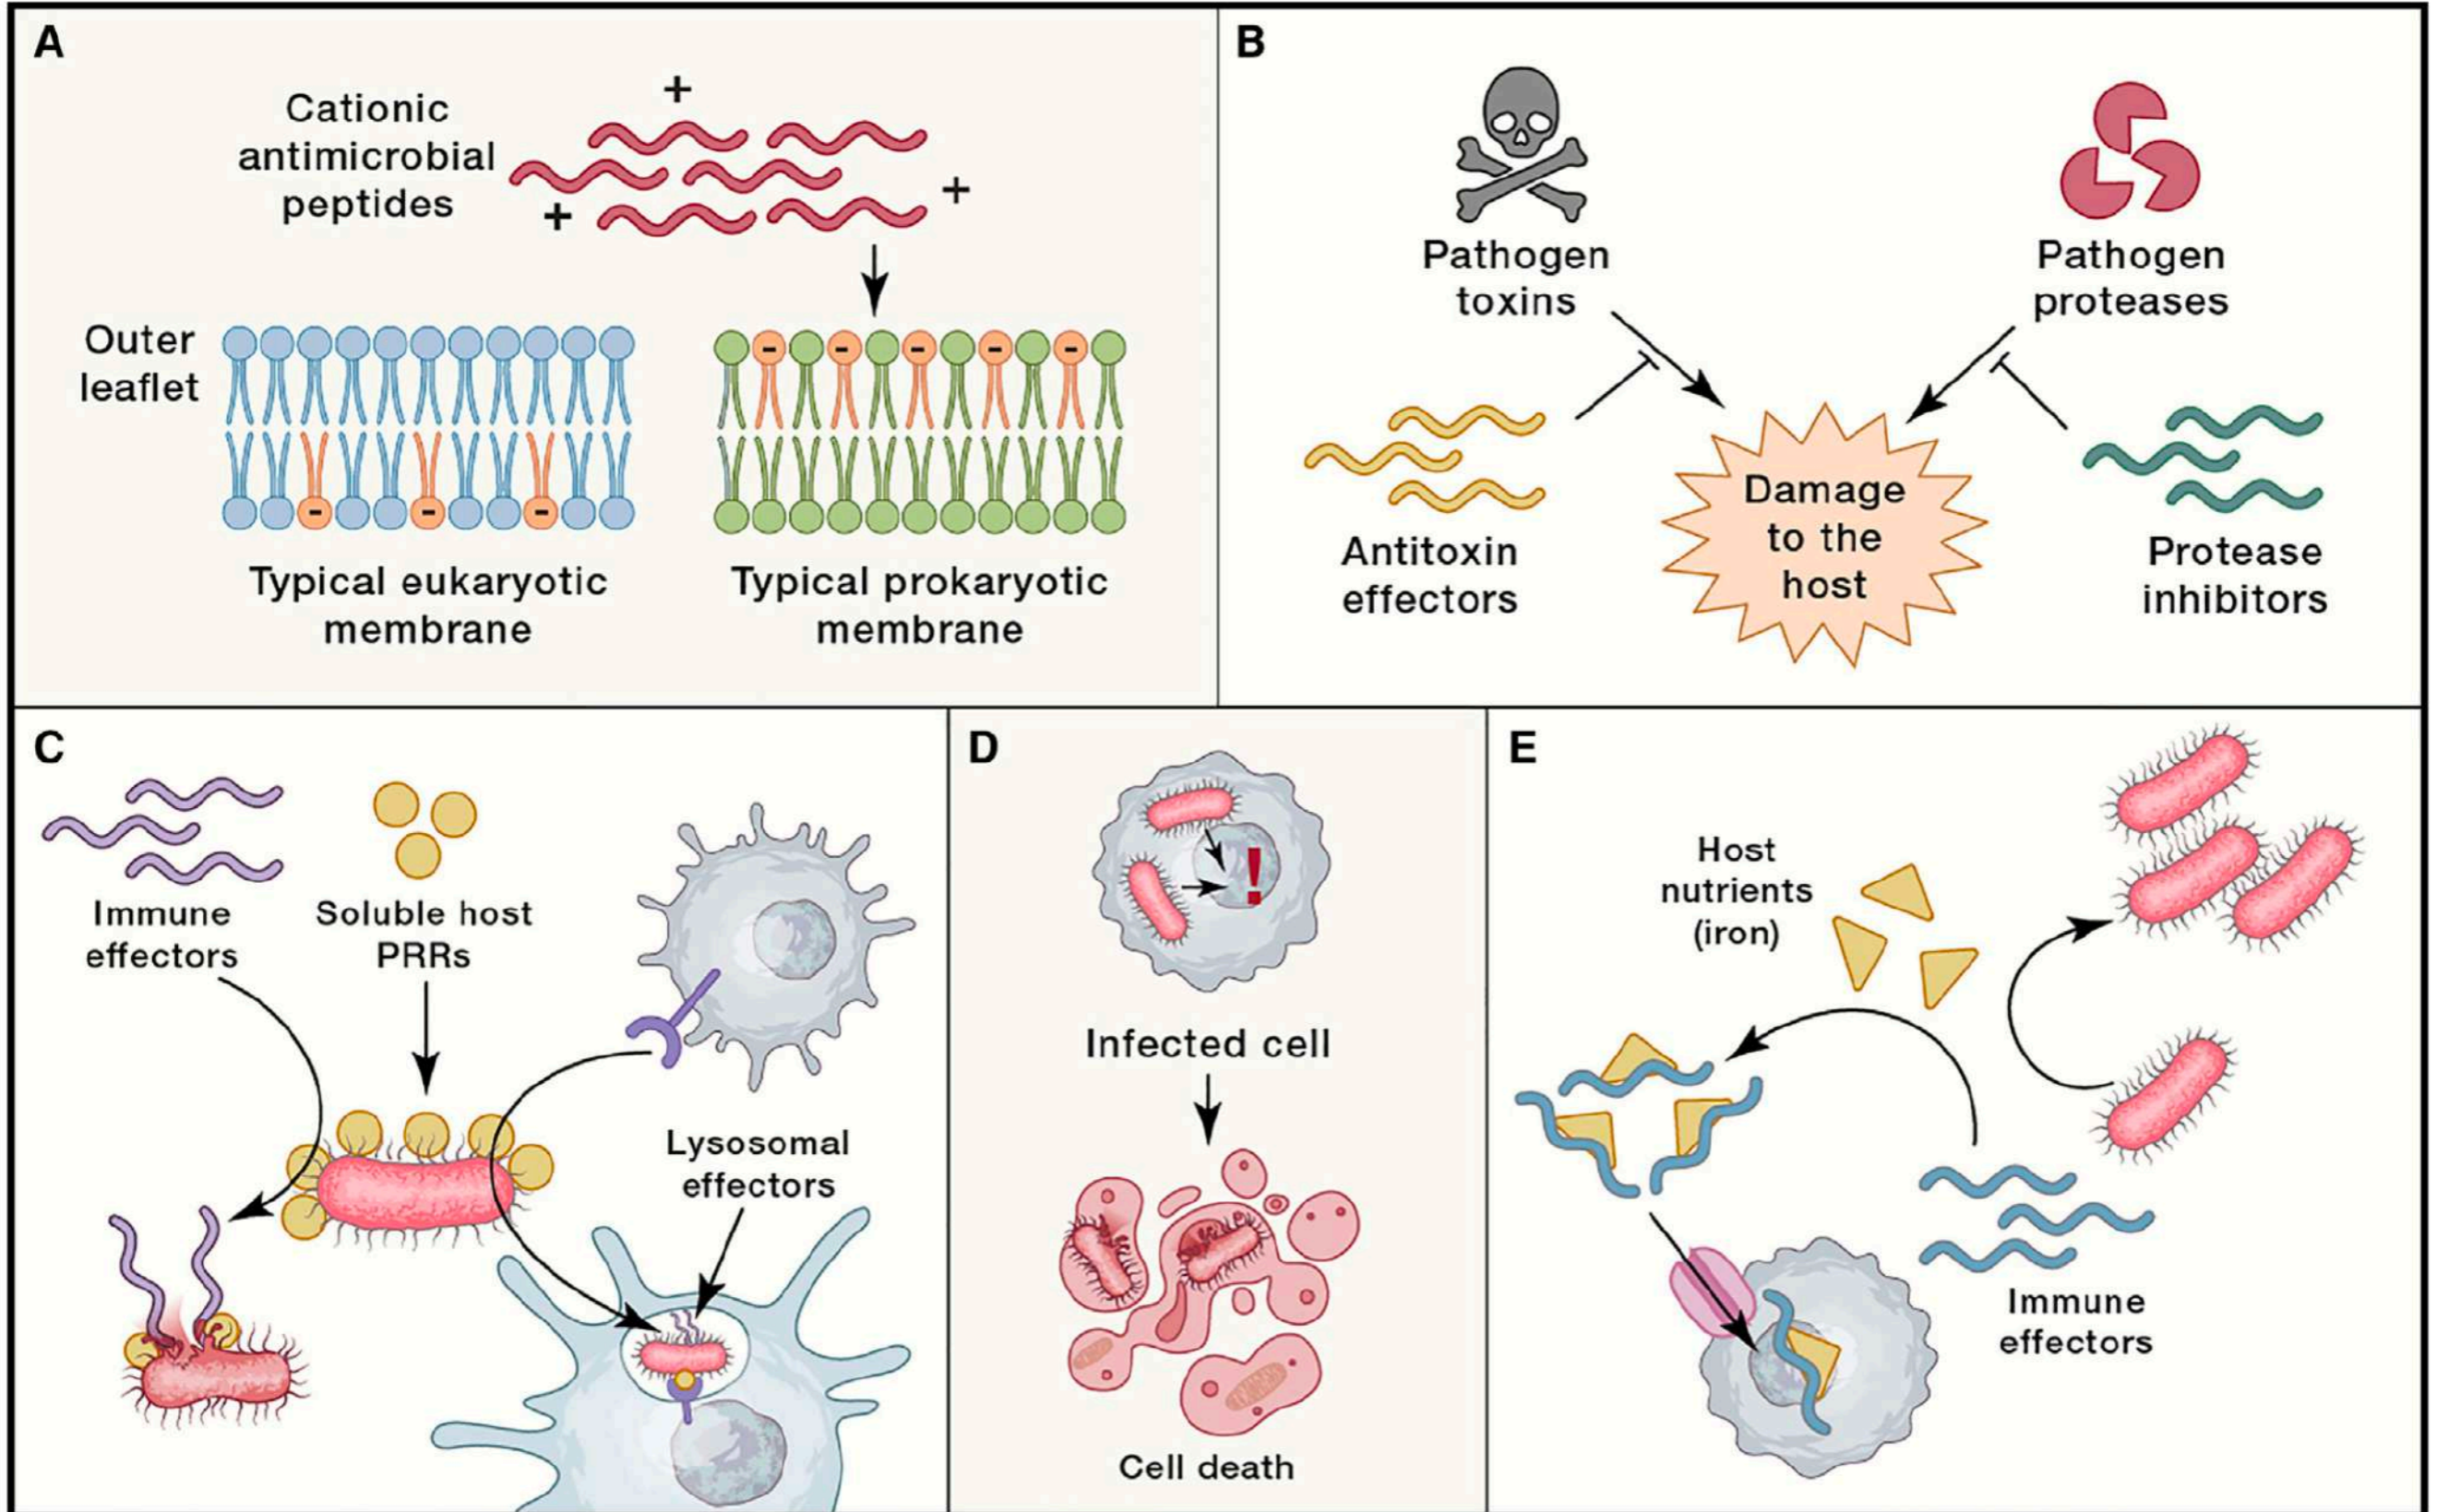 A
Cationic
antimicrobial
peptides
+
+
+
Outer
leaflet
- - - - -
- - -
Typical eukaryotic
membrane
Typical prokaryotic
membrane
B
Pathogen
toxins
Pathogen
proteases
Antitoxin
effectors
Damage
to the
host
Protease
inhibitors
C
Immune
effectors
Soluble host
PRRs
Lysosomal
effectors
D
!
Infected cell
Cell death
E
Host
nutrients
(iron)
Immune
effectors